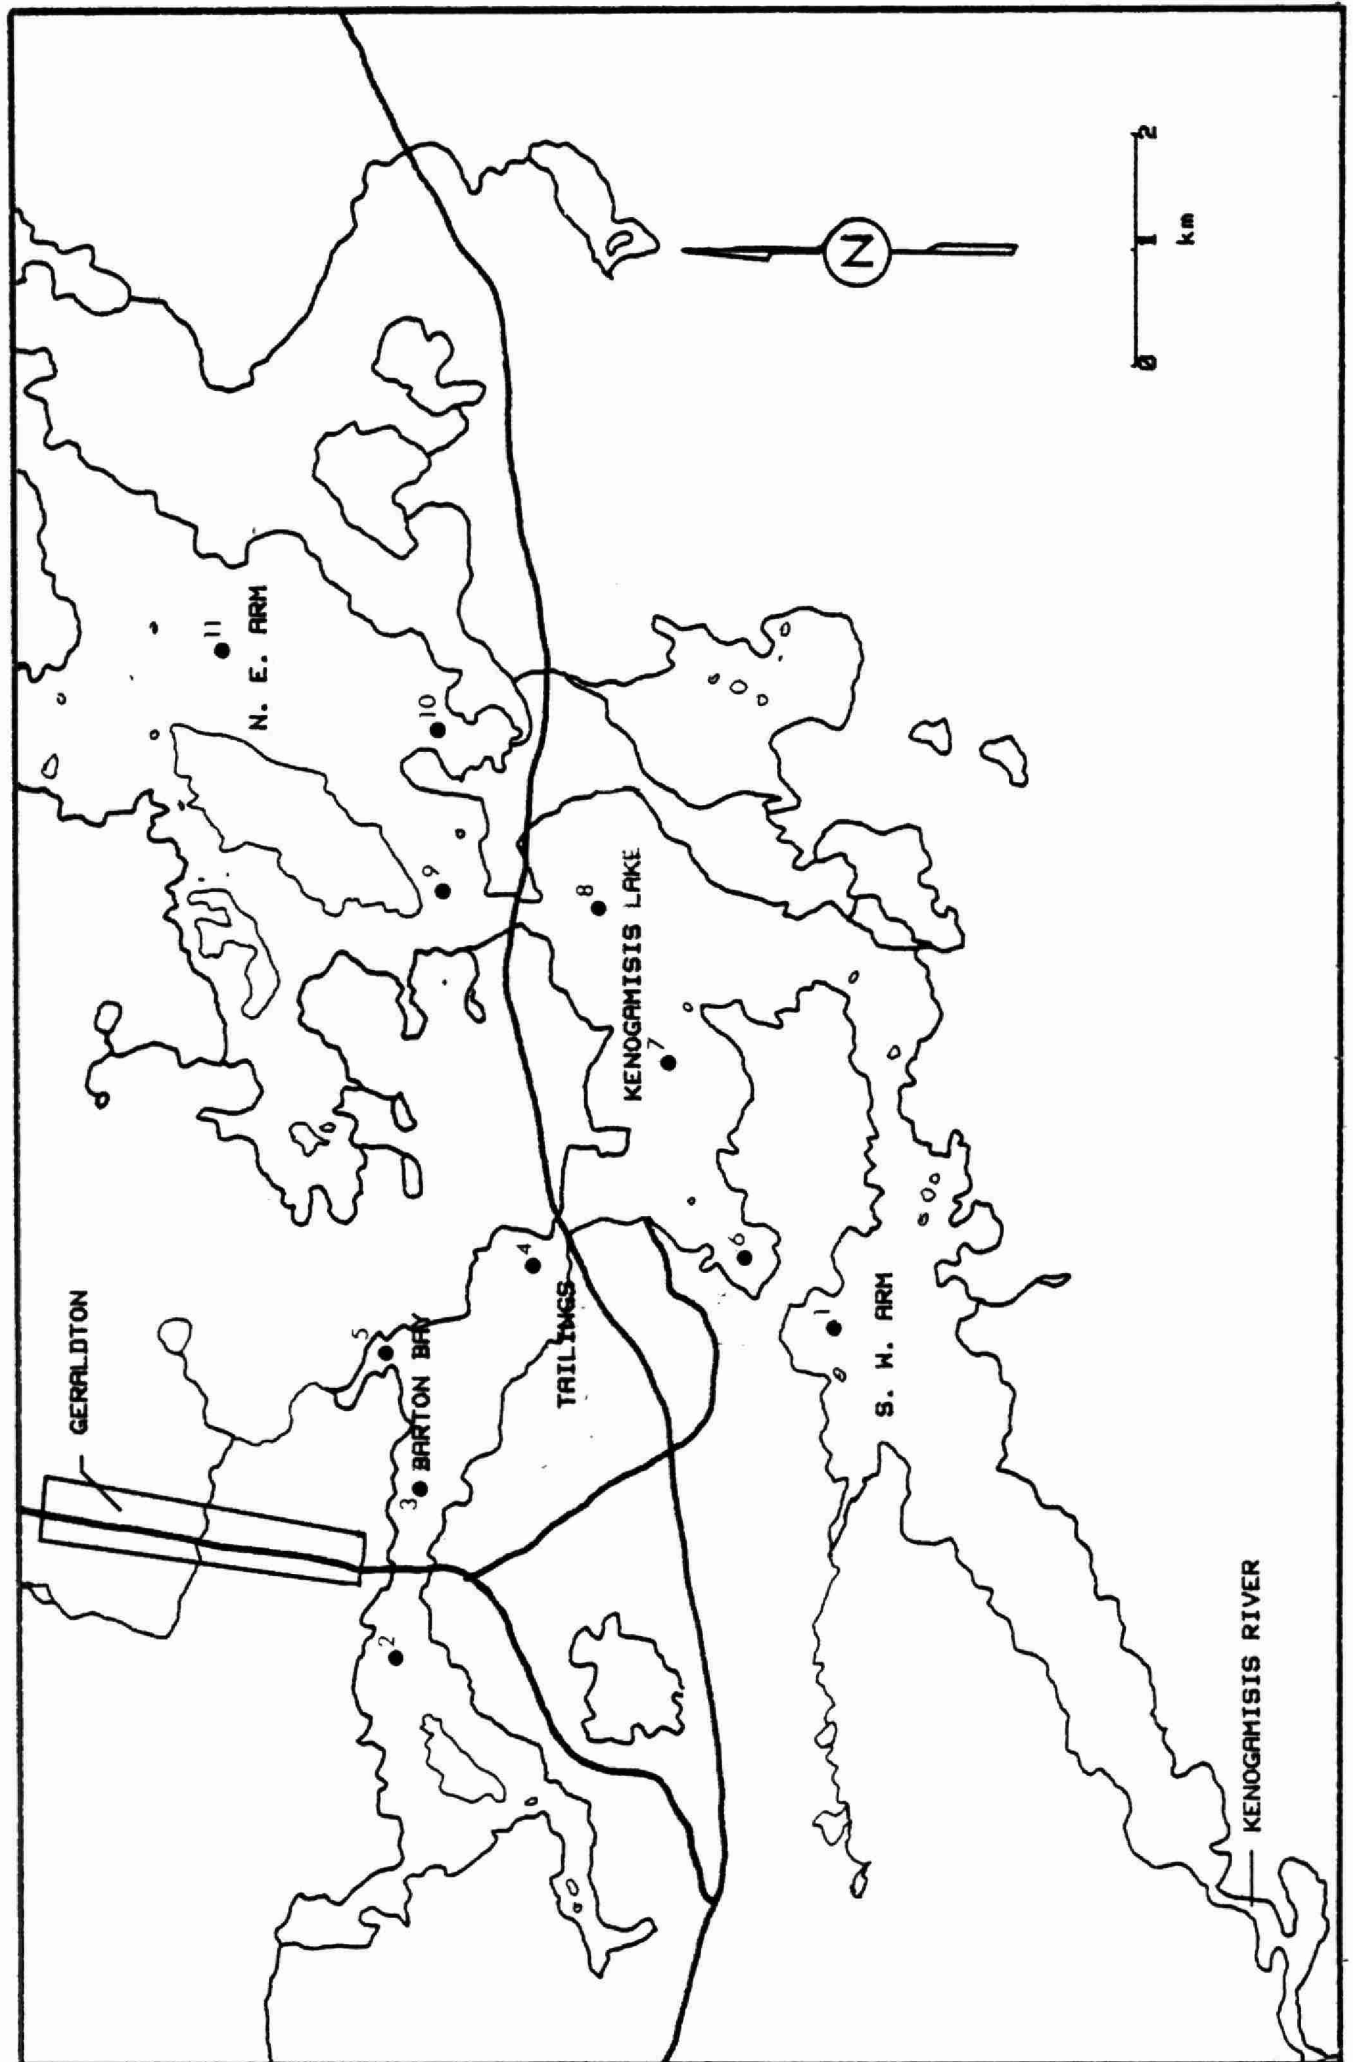 GERALDTON
N. E. ARM
11
10
9
8
KENOGAMISIS LAKE
7
6
5
BARTON BAY
4
3
TAILINGS
2
1
S. W. ARM
KENOGAMISIS RIVER
N
0 1 2
km